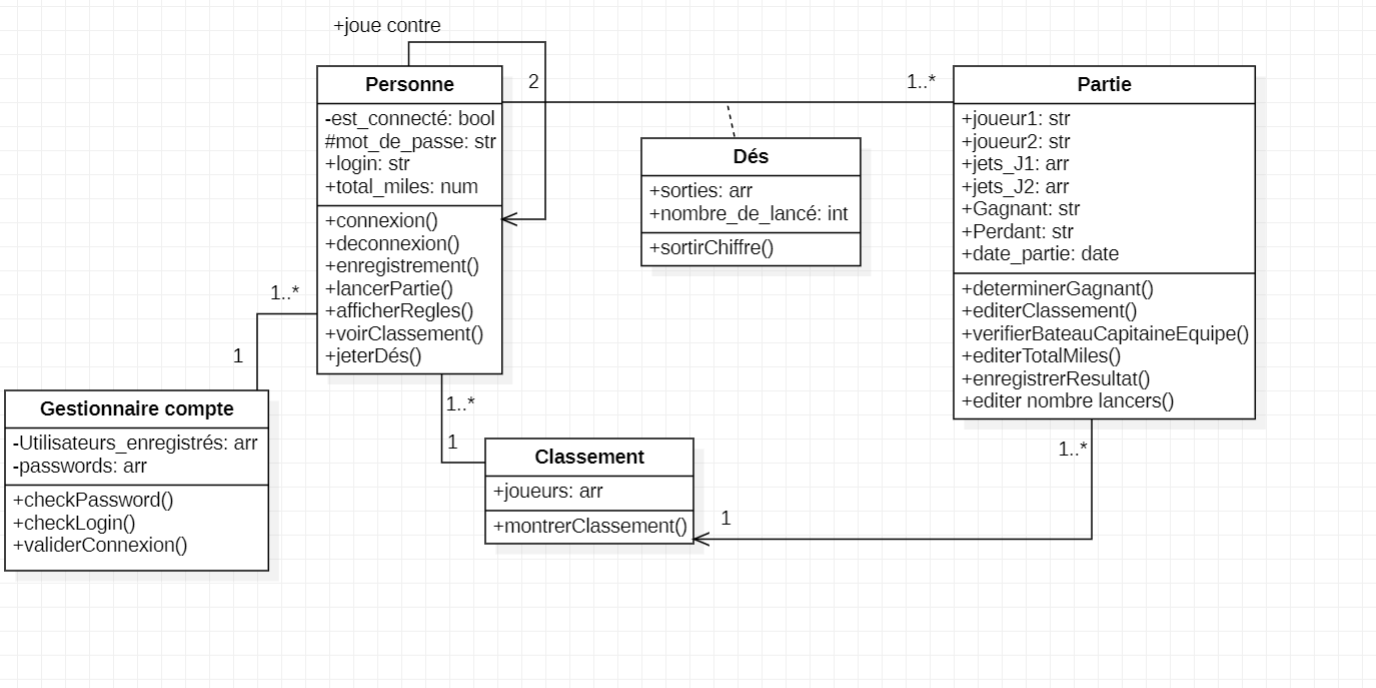 +joue contre
Personne
-est_connecté: bool
#mot_de_passe: str
+login: str
+total_miles: num
+connexion()
+deconnexion()
+enregistrement()
+lancerPartie()
+afficherRegles()
+voirClassement()
+jeterDés()
2
1..*
Partie
+joueur1: str
+joueur2: str
+jets_J1: arr
+jets_J2: arr
+Gagnant: str
+Perdant: str
+date_partie: date
+determinerGagnant()
+editerClassement()
+verifierBateauCapitaineEquipe()
+editerTotalMiles()
+enregistrerResultat()
+editer nombre lancers()
Dés
+sorties: arr
+nombre_de_lancé: int
+sortirChiffre()
1..*
1
Gestionnaire compte
-Utilisateurs_enregistrés: arr
-passwords: arr
+checkPassword()
+checkLogin()
+validerConnexion()
1..*
1
Classement
+joueurs: arr
+montrerClassement()
1..*
1